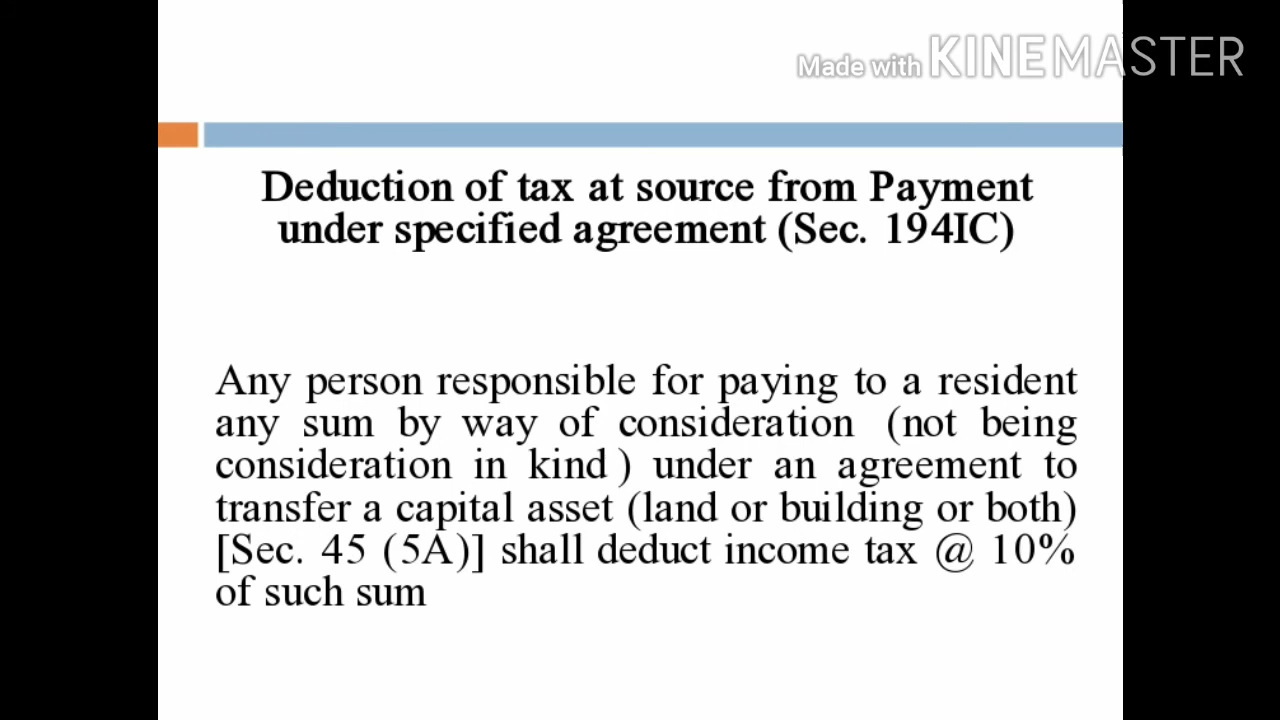 Made with KINEMASTER
Deduction of tax at source from Payment
under specified agreement (Sec. 194IC)
Any person responsible for paying to a resident
any sum by way of consideration (not being
consideration in kind ) under an agreement to
transfer a capital asset (land or building or both)
[Sec. 45 (5A)] shall deduct income tax @ 10%
of such sum